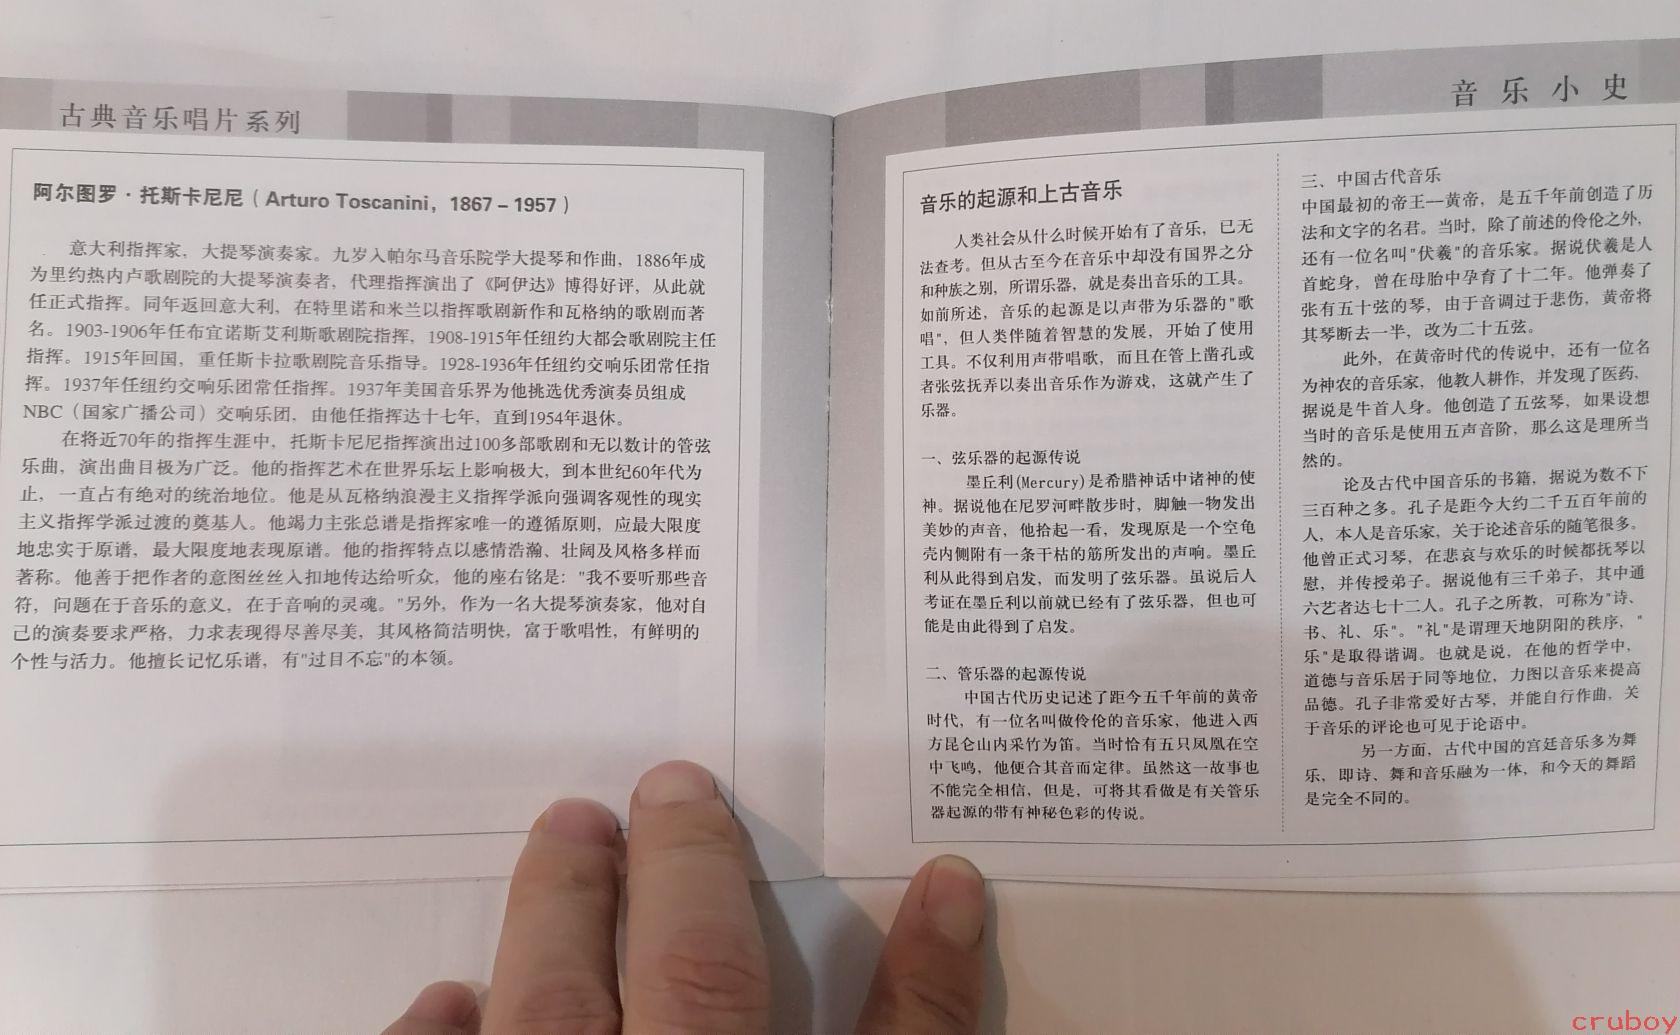 古典音乐唱片系列
阿尔图罗·托斯卡尼尼（Arturo Toscanini，1867－1957）
意大利指挥家，大提琴演奏家。九岁入帕尔马音乐院学大提琴和作曲，1886年成
为里约热内卢歌剧院的大提琴演奏者，代理指挥演出了《阿伊达》博得好评，从此就
任正式指挥。同年返回意大利，在特里诺和米兰以指挥歌剧新作和瓦格纳的歌剧而著
名。1903-1906年任布宜诺斯艾利斯歌剧院指挥，1908-1915年任纽约大都会歌剧院主任
指挥。1915年回国，重任斯卡拉歌剧院音乐指导。1928-1936年任纽约交响乐团常任指
挥。1937年任纽约交响乐团常任指挥。1937年美国音乐界为他挑选优秀演奏员组成
NBC（国家广播公司）交响乐团，由他任指挥达十七年，直到1954年退休。
在将近70年的指挥生涯中，托斯卡尼尼指挥演出过100多部歌剧和无以数计的管弦
乐曲，演出曲目极为广泛。他的指挥艺术在世界乐坛上影响极大，到本世纪60年代为
止，一直占有绝对的统治地位。他是从瓦格纳浪漫主义指挥学派向强调客观性的现实
主义指挥学派过渡的奠基人。他竭力主张总谱是指挥家唯一的遵循原则，应最大限度
地忠实于原谱，最大限度地表现原谱。他的指挥特点以感情浩瀚、壮阔及风格多样而
著称。他善于把作者的意图丝丝入扣地传达给听众，他的座右铭是："我不要听那些音
符，问题在于音乐的意义，在于音响的灵魂。"另外，作为一名大提琴演奏家，他对自
己的演奏要求严格，力求表现得尽善尽美，其风格简洁明快，富于歌唱性，有鲜明的
个性与活力。他擅长记忆乐谱，有"过目不忘"的本领。
音乐小史
音乐的起源和上古音乐
人类社会从什么时候开始有了音乐，已无
法查考。但从古至今在音乐中却没有国界之分
和种族之别，所谓乐器，就是奏出音乐的工具。
如前所述，音乐的起源是以声带为乐器的"歌
唱"，但人类伴随着智慧的发展，开始了使用
工具。不仅利用声带唱歌，而且在管上凿孔或
者张弦抚弄以奏出音乐作为游戏，这就产生了
乐器。
一、弦乐器的起源传说
墨丘利(Mercury)是希腊神话中诸神的使
神。据说他在尼罗河畔散步时，脚触一物发出
美妙的声音，他拾起一看，发现原是一个空龟
壳内侧附有一条干枯的筋所发出的声响。墨丘
利从此得到启发，而发明了弦乐器。虽说后人
考证在墨丘利以前就已经有了弦乐器，但也可
能是由此得到了启发。
二、管乐器的起源传说
中国古代历史记述了距今五千年前的黄帝
时代，有一位名叫做伶伦的音乐家，他进入西
方昆仑山内采竹为笛。当时恰有五只凤凰在空
中飞鸣，他便合其音而定律。虽然这一故事也
不能完全相信，但是，可将其看做是有关管乐
器起源的带有神秘色彩的传说。
三、中国古代音乐
中国最初的帝王——黄帝，是五千年前创造了历
法和文字的名君。当时，除了前述的伶伦之外，
还有一位名叫"伏羲"的音乐家。据说伏羲是人
首蛇身，曾在母胎中孕育了十二年。他弹奏了
张有五十弦的琴，由于音调过于悲伤，黄帝将
其琴断去一半，改为二十五弦。
此外，在黄帝时代的传说中，还有一位名
为神农的音乐家，他教人耕作，并发现了医药、
据说是牛首人身。他创造了五弦琴，如果设想
当时的音乐是使用五声音阶，那么这是理所当
然的。
论及古代中国音乐的书籍，据说为数不下
三百种之多。孔子是距今大约二千五百年前的
人，本人是音乐家，关于论述音乐的随笔很多。
他曾正式习琴，在悲哀与欢乐的时候都抚琴以
慰，并传授弟子。据说他有三千弟子，其中通
六艺者达七十二人。孔子之所教，可称为"诗、
书、礼、乐"。"礼"是谓理天地阴阳的秩序，"
乐"是取得谐调。也就是说，在他的哲学中，
道德与音乐居于同等地位，力图以音乐来提高
品德。孔子非常爱好古琴，并能自行作曲，关
于音乐的评论也可见于论语中。
另一方面，古代中国的宫廷音乐多为舞
乐，即诗、舞和音乐融为一体，和今天的舞蹈
是完全不同的。
cruboy